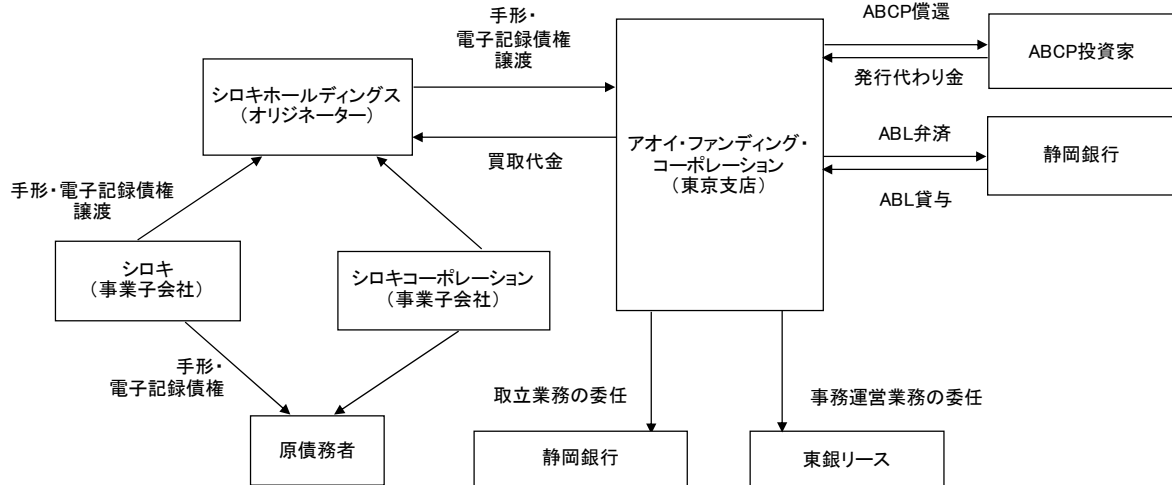 手形・
電子記録債権
譲渡
ABCP償還
ABCP投資家
発行代わり金
シロキホールディングス
（オリジネーター）
買取代金
アオイ・ファンディング・
コーポレーション
（東京支店）
ABL弁済
静岡銀行
ABL貸与
手形・電子記録債権
譲渡
シロキ
（事業子会社）
シロキコーポレーション
（事業子会社）
手形・
電子記録債権
取立業務の委任
事務運営業務の委任
原債務者
静岡銀行
東銀リース